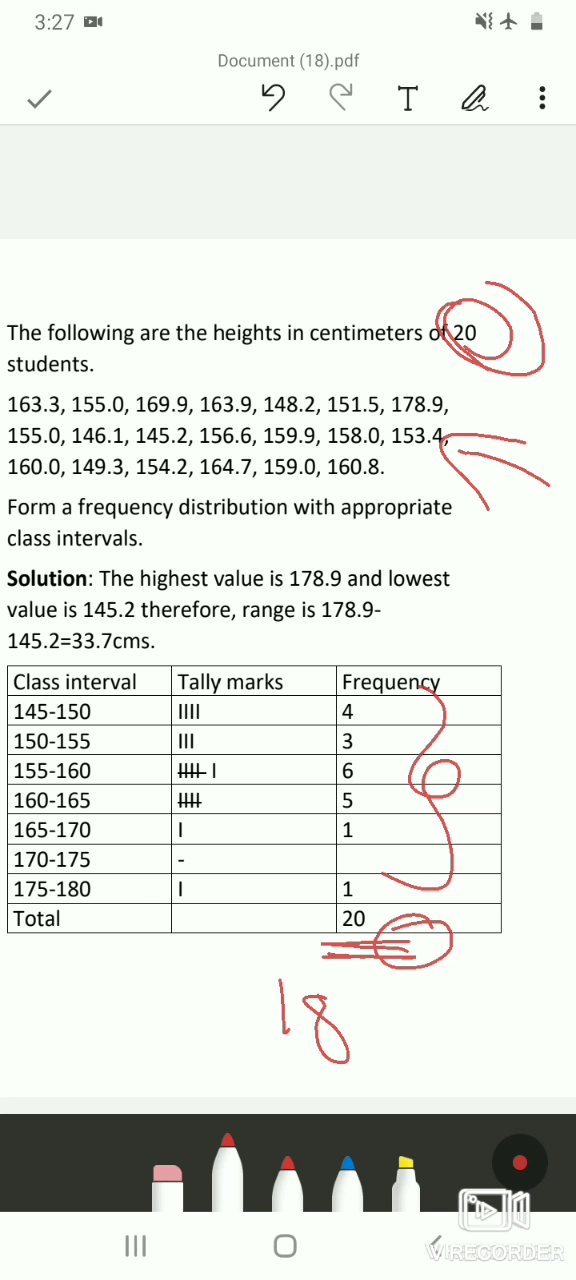 3:27
Document (18).pdf
T
The following are the heights in centimeters of 20
students.
163.3, 155.0, 169.9, 163.9, 148.2, 151.5, 178.9,
155.0, 146.1, 145.2, 156.6, 159.9, 158.0, 153.4,
160.0, 149.3, 154.2, 164.7, 159.0, 160.8.
Form a frequency distribution with appropriate
class intervals.
Solution: The highest value is 178.9 and lowest
value is 145.2 therefore, range is 178.9-
145.2=33.7cms.
Class interval Tally marks Frequency
145-150 IIII 4
150-155 III 3
155-160 IIII I 6
160-165 IIII 5
165-170 I 1
170-175 -
175-180 I 1
Total 20
18
VIRECORDER